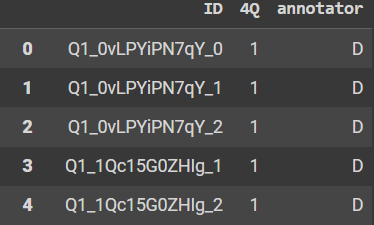 ID 4Q annotator
0 Q1_0vLPYiPN7qY_0 1 D
1 Q1_0vLPYiPN7qY_1 1 D
2 Q1_0vLPYiPN7qY_2 1 D
3 Q1_1Qc15G0ZHIg_1 1 D
4 Q1_1Qc15G0ZHIg_2 1 D